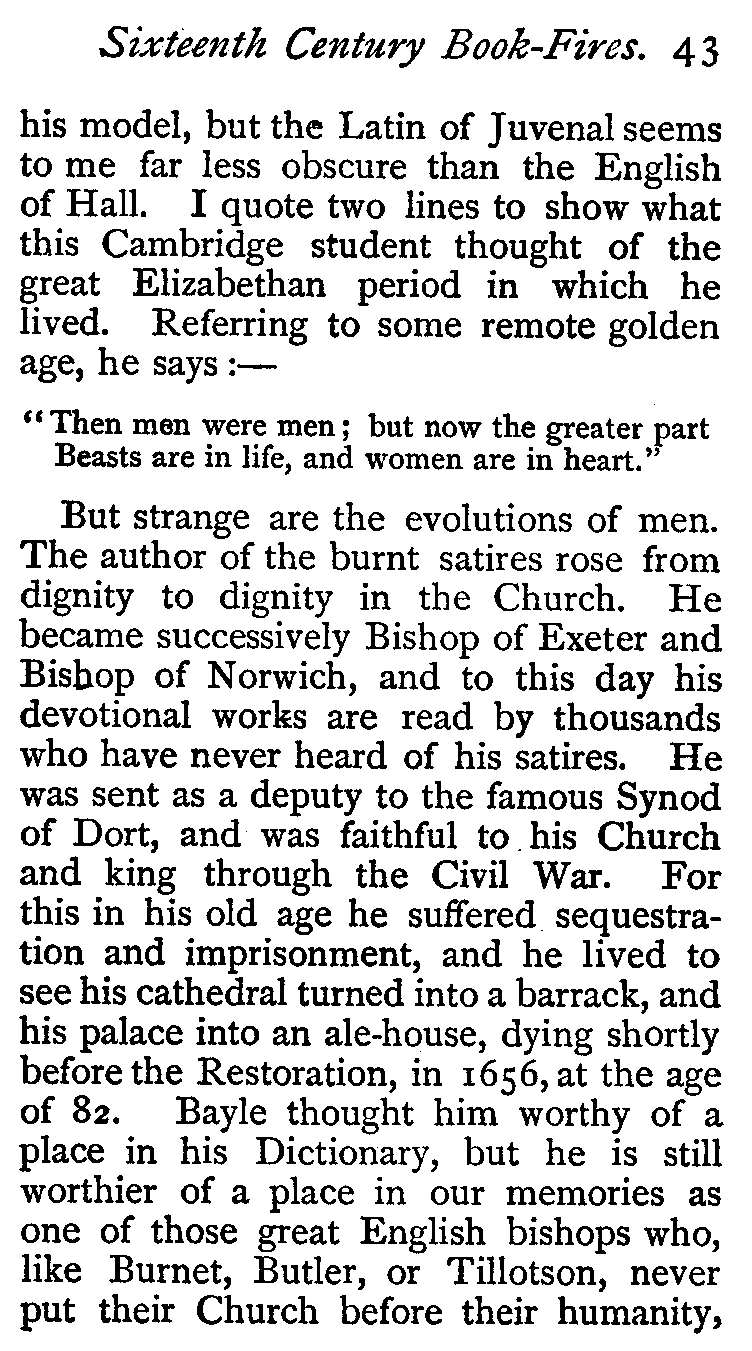 Sixteenth Century Book-Fires. 43
his model, but the Latin of Juvenal seems
to me far less obscure than the English
of Hall. I quote two lines to show what
this Cambridge student thought of the
great Elizabethan period in which he
lived. Referring to some remote golden
age, he says :—
“Then men were men; but now the greater part
Beasts are in life, and women are in heart.”
But strange are the evolutions of men.
The author of the burnt satires rose from
dignity to dignity in the Church. He
became successively Bishop of Exeter and
Bishop of Norwich, and to this day his
devotional works are read by thousands
who have never heard of his satires. He
was sent as a deputy to the famous Synod
of Dort, and was faithful to his Church
and king through the Civil War. For
this in his old age he suffered sequestra-
tion and imprisonment, and he lived to
see his cathedral turned into a barrack, and
his palace into an ale-house, dying shortly
before the Restoration, in 1656, at the age
of 82. Bayle thought him worthy of a
place in his Dictionary, but he is still
worthier of a place in our memories as
one of those great English bishops who,
like Burnet, Butler, or Tillotson, never
put their Church before their humanity,